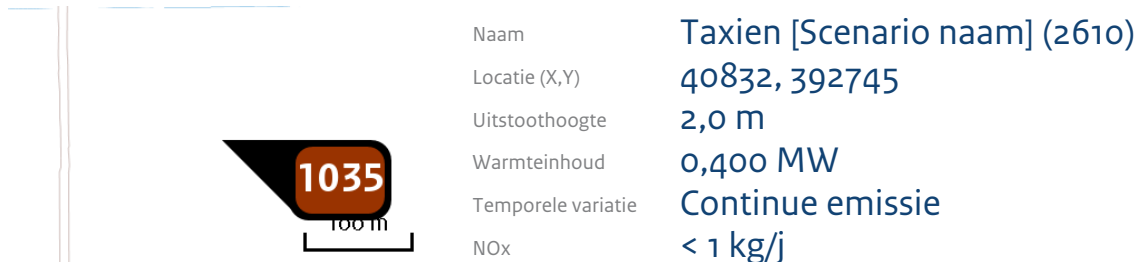 Naam Taxien [Scenario naam] (2610)
Locatie (X,Y) 40832, 392745
Uitstoothoogte 2,0 m
Warmteinhoud 0,400 MW
1035
Temporele variatie Continue emissie
100 m
NOx < 1 kg/j